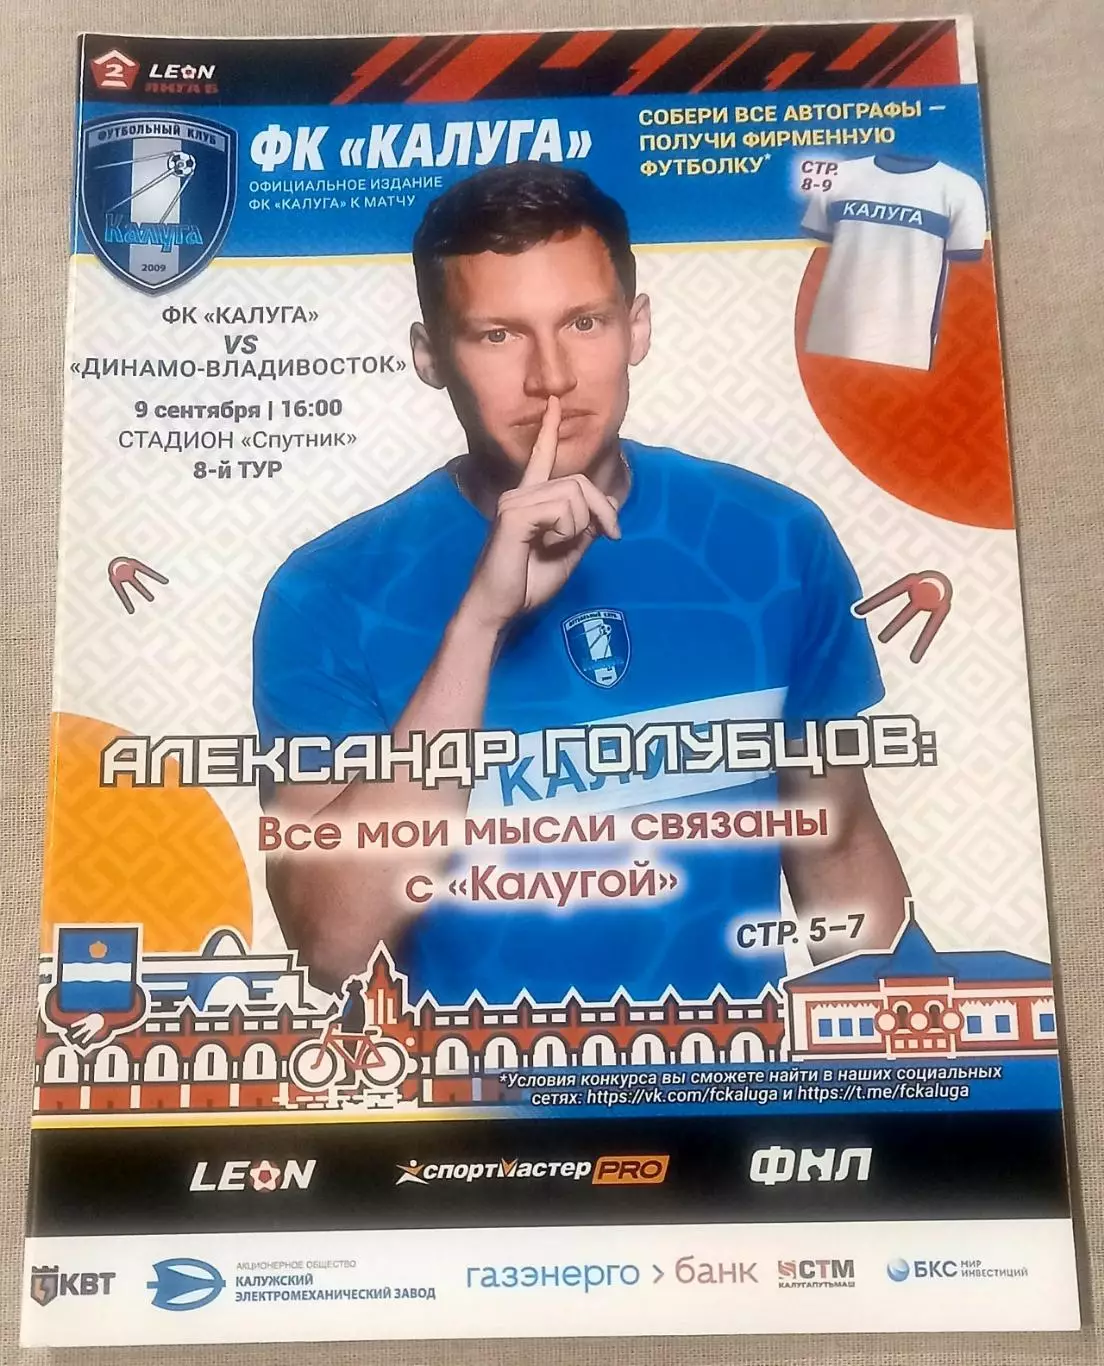 2
LEON
ЛИГА Б
ФУТБОЛЬНЫЙ КЛУБ
Калуга
2009
ФК «КАЛУГА»
ОФИЦИАЛЬНОЕ ИЗДАНИЕ
ФК «КАЛУГА» К МАТЧУ
СОБЕРИ ВСЕ АВТОГРАФЫ —
ПОЛУЧИ ФИРМЕННУЮ
ФУТБОЛКУ*
СТР.
8-9
КАЛУГА
ФК «КАЛУГА»
VS
«ДИНАМО-ВЛАДИВОСТОК»
9 сентября | 16:00
СТАДИОН «Спутник»
8-й ТУР
АЛЕКСАНДР ГОЛУБЦОВ:
Все мои мысли связаны
с «Калугой»
СТР. 5–7
*Условия конкурса вы сможете найти в наших социальных
сетях: https://vk.com/fckaluga и https://t.me/fckaluga
LEON
СПОРТМАСТЕР PRO
ФНЛ
КВТ
АКЦИОНЕРНОЕ ОБЩЕСТВО
КАЛУЖСКИЙ
ЭЛЕКТРОМЕХАНИЧЕСКИЙ ЗАВОД
газэнерго > банк
СТМ
КАЛУГАПУТЬМАШ
БКС МИР
ИНВЕСТИЦИЙ